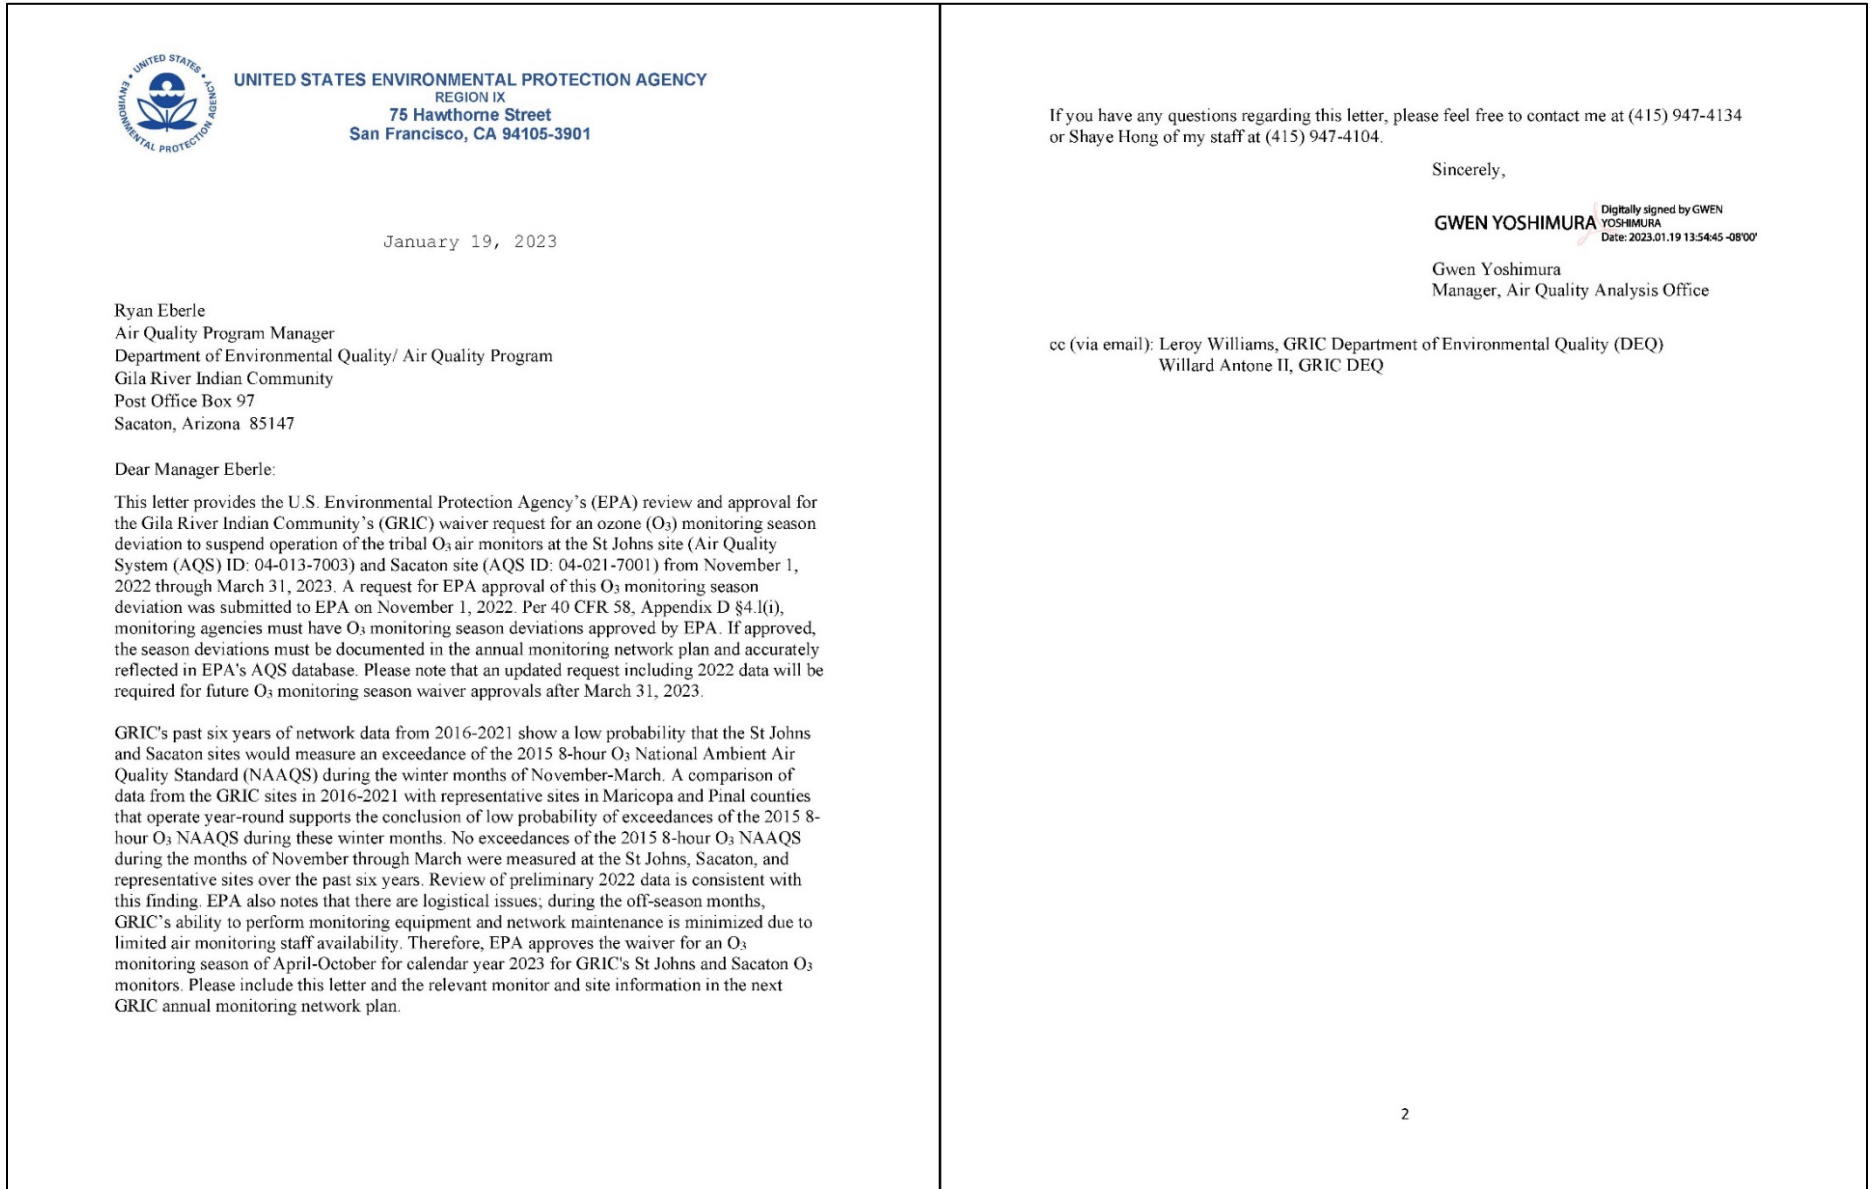 UNITED STATES ENVIRONMENTAL PROTECTION AGENCY
UNITED STATES ENVIRONMENTAL PROTECTION AGENCY
REGION IX
75 Hawthorne Street
San Francisco, CA 94105-3901
January 19, 2023
Ryan Eberle
Air Quality Program Manager
Department of Environmental Quality/ Air Quality Program
Gila River Indian Community
Post Office Box 97
Sacaton, Arizona 85147
Dear Manager Eberle:
This letter provides the U.S. Environmental Protection Agency's (EPA) review and approval for
the Gila River Indian Community's (GRIC) waiver request for an ozone (O₃) monitoring season
deviation to suspend operation of the tribal O₃ air monitors at the St Johns site (Air Quality
System (AQS) ID: 04-013-7003) and Sacaton site (AQS ID: 04-021-7001) from November 1,
2022 through March 31, 2023. A request for EPA approval of this O₃ monitoring season
deviation was submitted to EPA on November 1, 2022. Per 40 CFR 58, Appendix D §4.l(i),
monitoring agencies must have O₃ monitoring season deviations approved by EPA. If approved,
the season deviations must be documented in the annual monitoring network plan and accurately
reflected in EPA's AQS database. Please note that an updated request including 2022 data will be
required for future O₃ monitoring season waiver approvals after March 31, 2023.
GRIC's past six years of network data from 2016-2021 show a low probability that the St Johns
and Sacaton sites would measure an exceedance of the 2015 8-hour O₃ National Ambient Air
Quality Standard (NAAQS) during the winter months of November-March. A comparison of
data from the GRIC sites in 2016-2021 with representative sites in Maricopa and Pinal counties
that operate year-round supports the conclusion of low probability of exceedances of the 2015 8-
hour O₃ NAAQS during these winter months. No exceedances of the 2015 8-hour O₃ NAAQS
during the months of November through March were measured at the St Johns, Sacaton, and
representative sites over the past six years. Review of preliminary 2022 data is consistent with
this finding. EPA also notes that there are logistical issues; during the off-season months,
GRIC's ability to perform monitoring equipment and network maintenance is minimized due to
limited air monitoring staff availability. Therefore, EPA approves the waiver for an O₃
monitoring season of April-October for calendar year 2023 for GRIC's St Johns and Sacaton O₃
monitors. Please include this letter and the relevant monitor and site information in the next
GRIC annual monitoring network plan.
If you have any questions regarding this letter, please feel free to contact me at (415) 947-4134
or Shaye Hong of my staff at (415) 947-4104.
Sincerely,
GWEN YOSHIMURA
Digitally signed by GWEN
YOSHIMURA
Date: 2023.01.19 13:54:45 -08'00'
Gwen Yoshimura
Manager, Air Quality Analysis Office
cc (via email): Leroy Williams, GRIC Department of Environmental Quality (DEQ)
Willard Antone II, GRIC DEQ
2